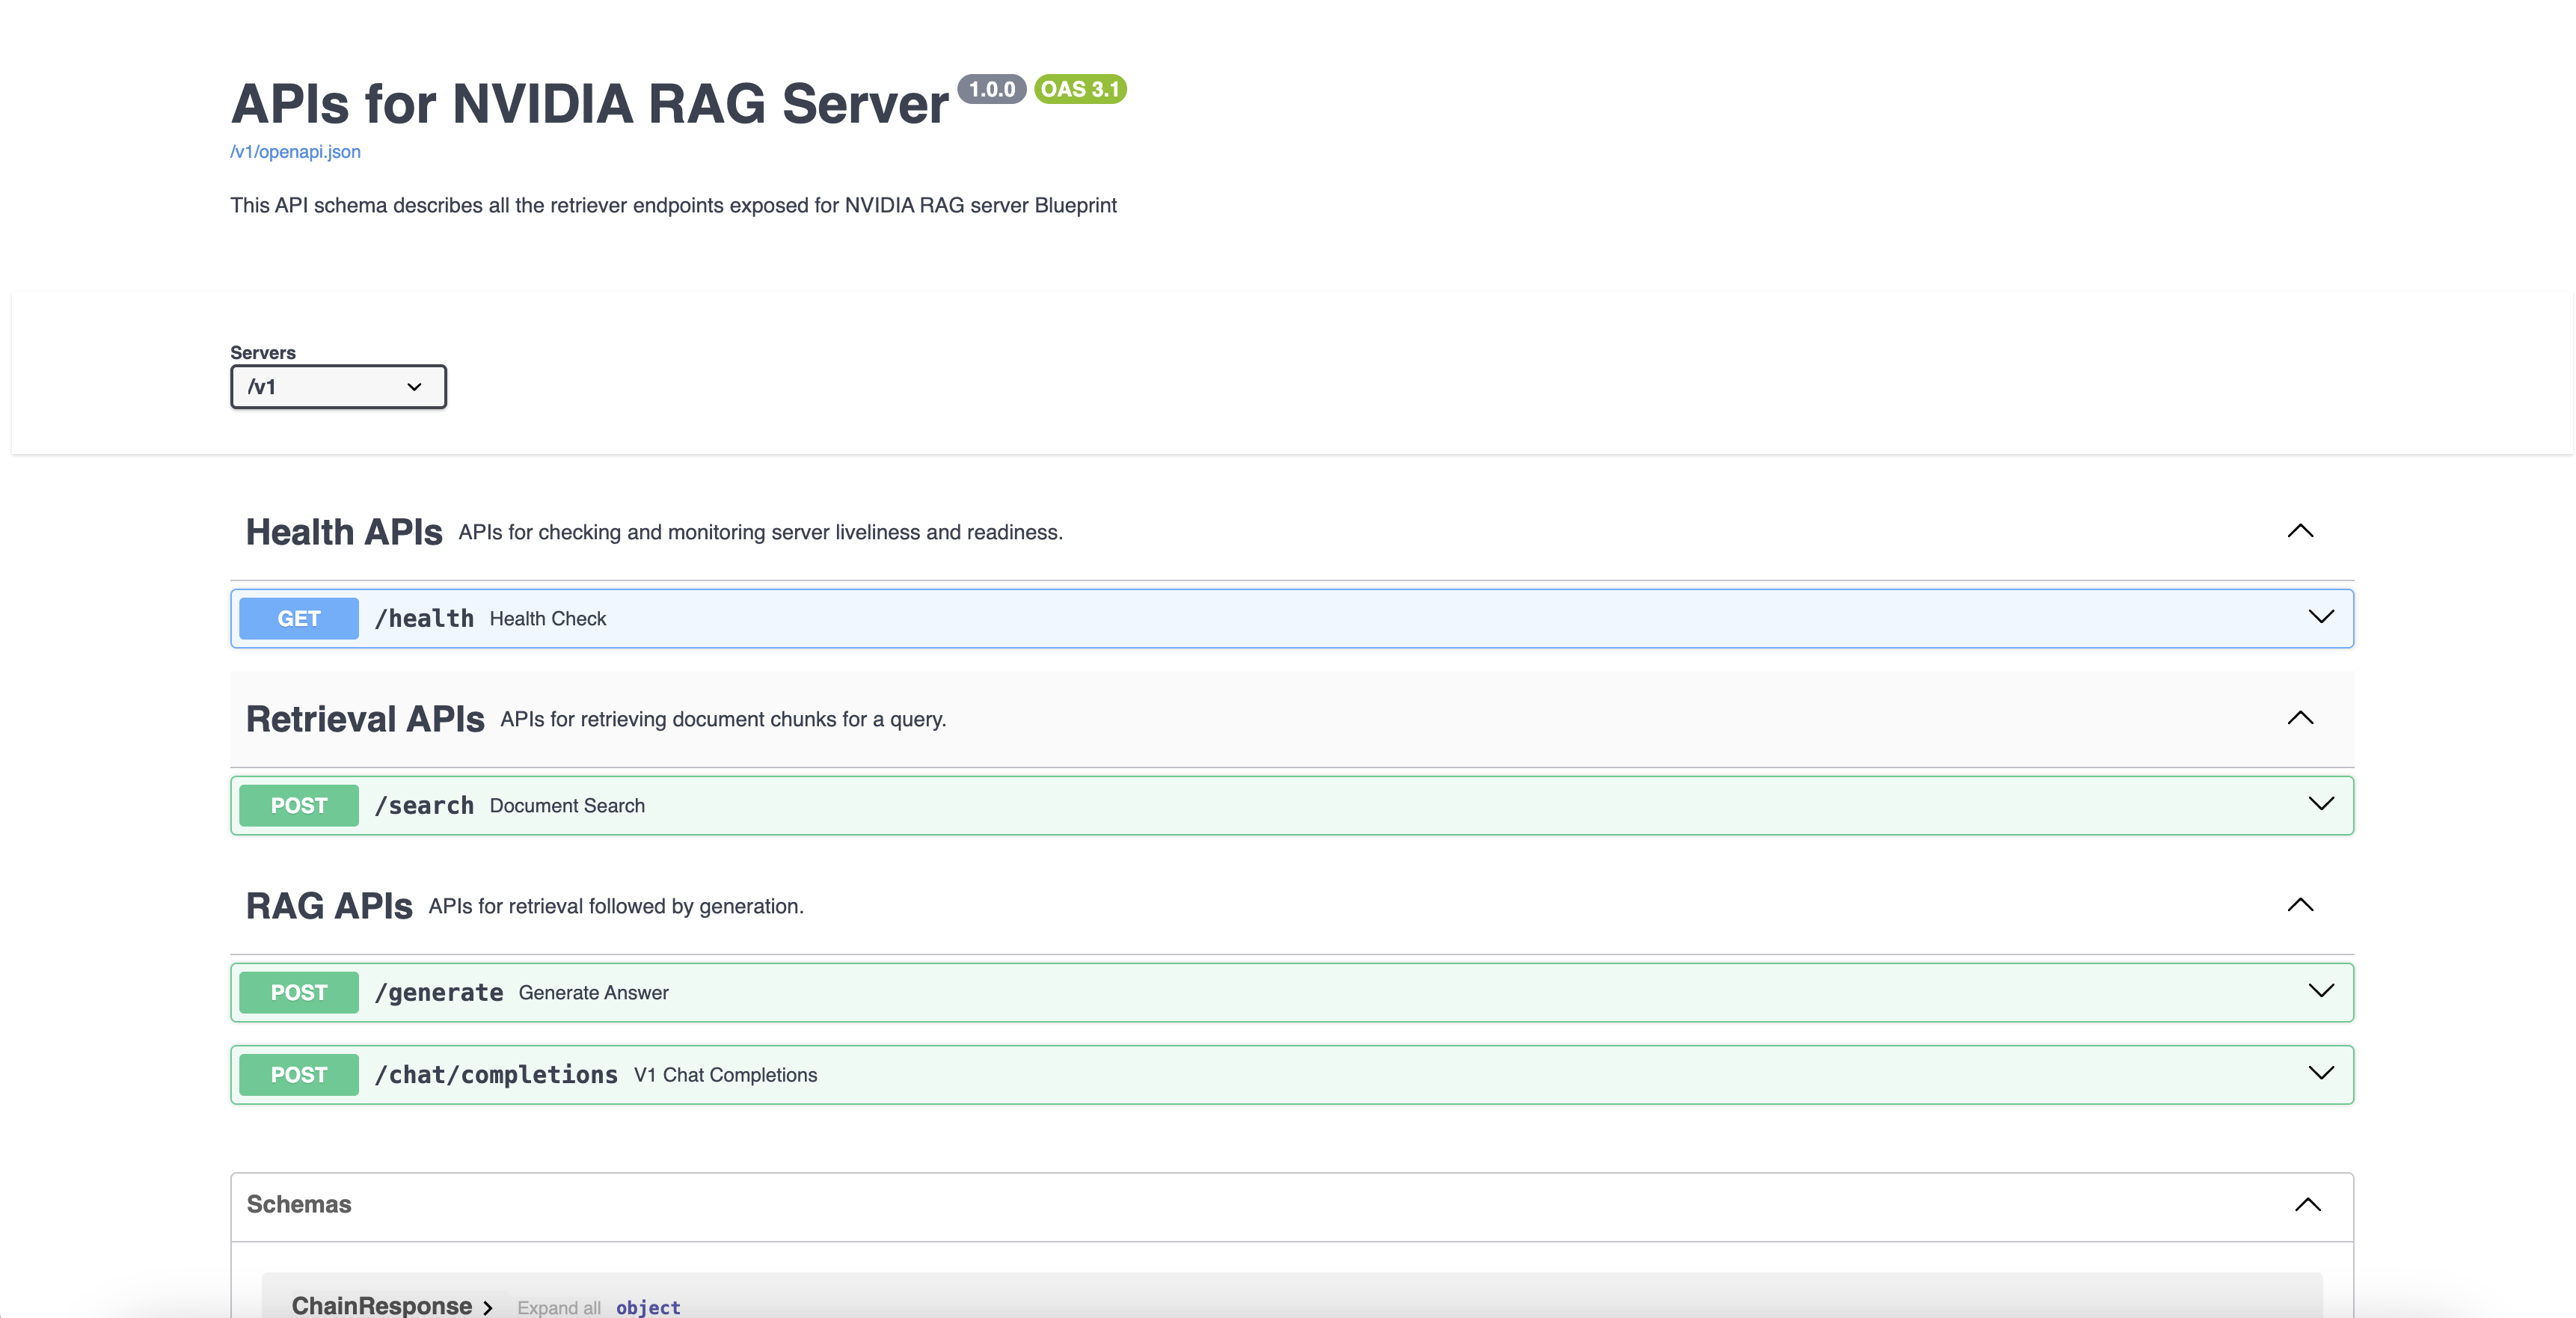 APIs for NVIDIA RAG Server 1.0.0 OAS 3.1
/v1/openapi.json
This API schema describes all the retriever endpoints exposed for NVIDIA RAG server Blueprint
Servers
/v1
Health APIs APIs for checking and monitoring server liveliness and readiness.
GET /health Health Check
Retrieval APIs APIs for retrieving document chunks for a query.
POST /search Document Search
RAG APIs APIs for retrieval followed by generation.
POST /generate Generate Answer
POST /chat/completions V1 Chat Completions
Schemas
ChainResponse Expand all object